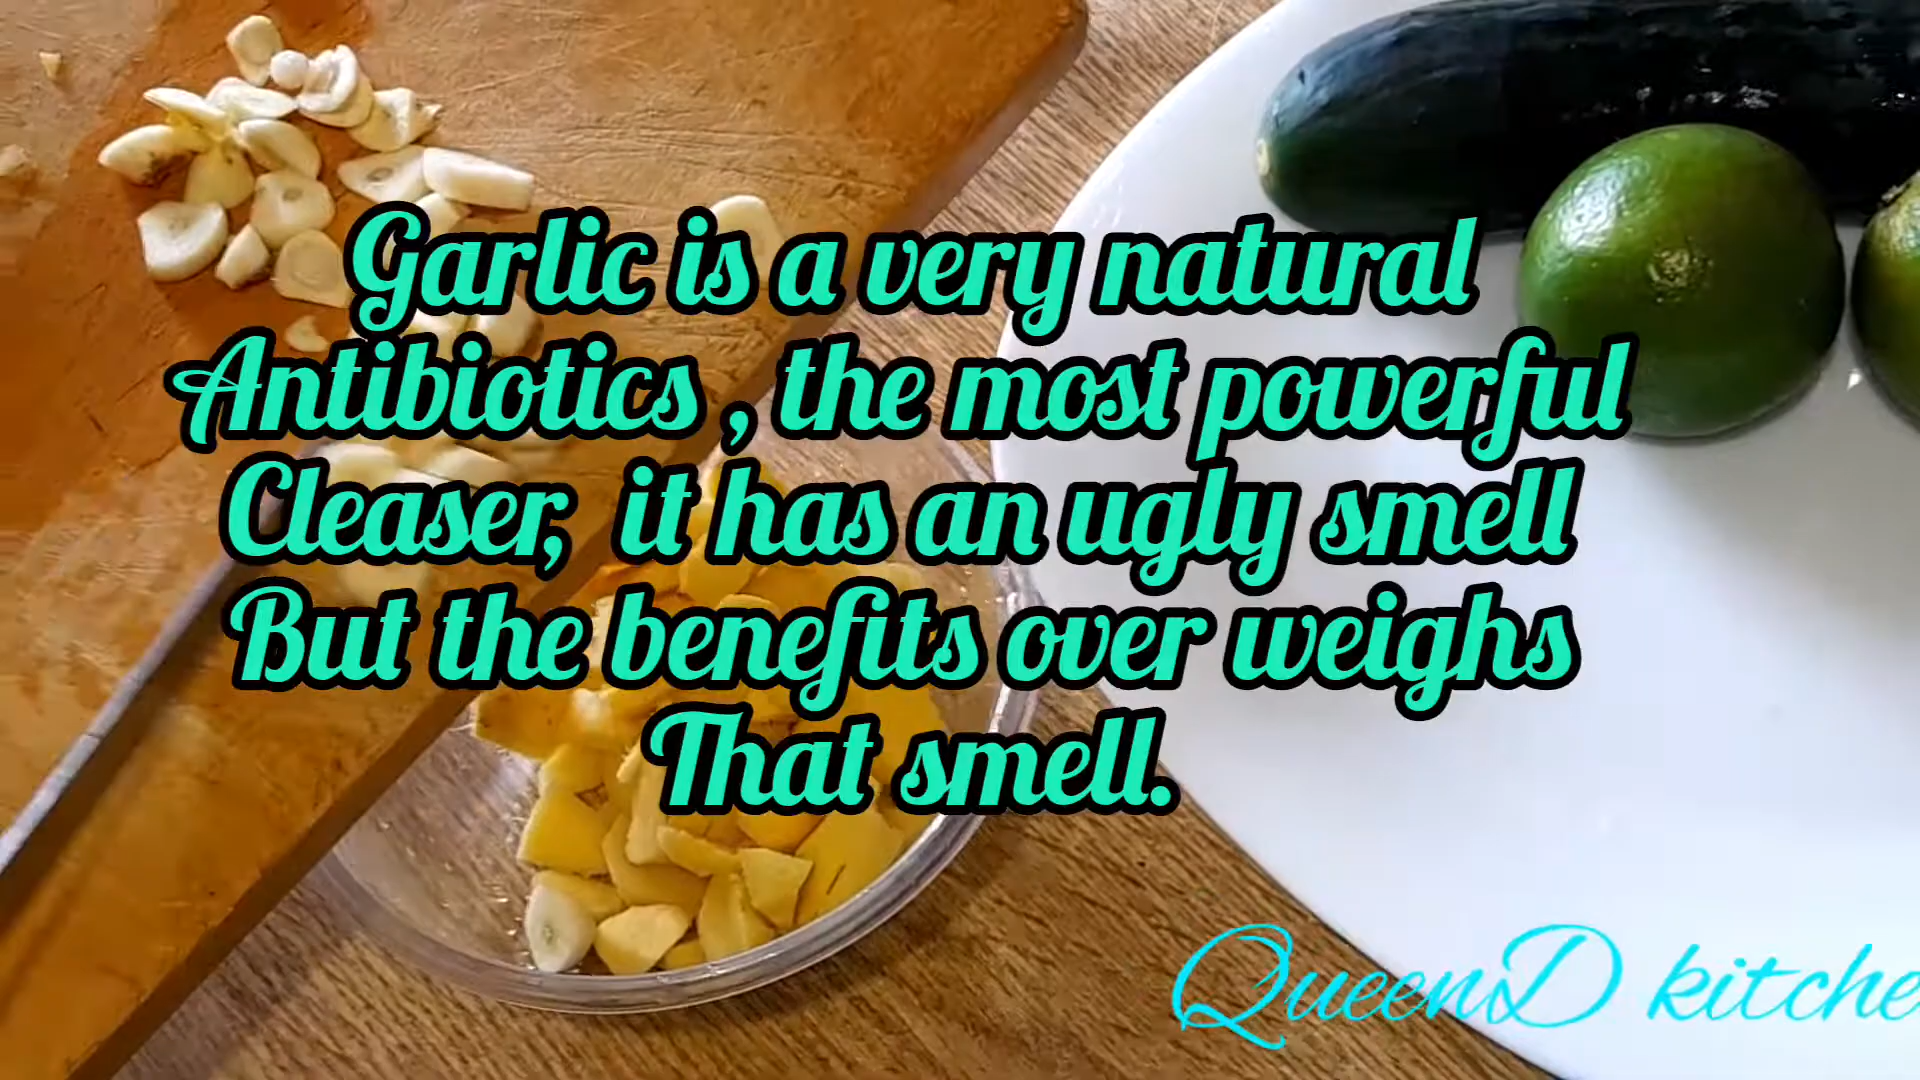 Garlic is a very natural
Antibiotics , the most powerful
Cleaser, it has an ugly smell
But the benefits over weighs
That smell.
QueenD kitche